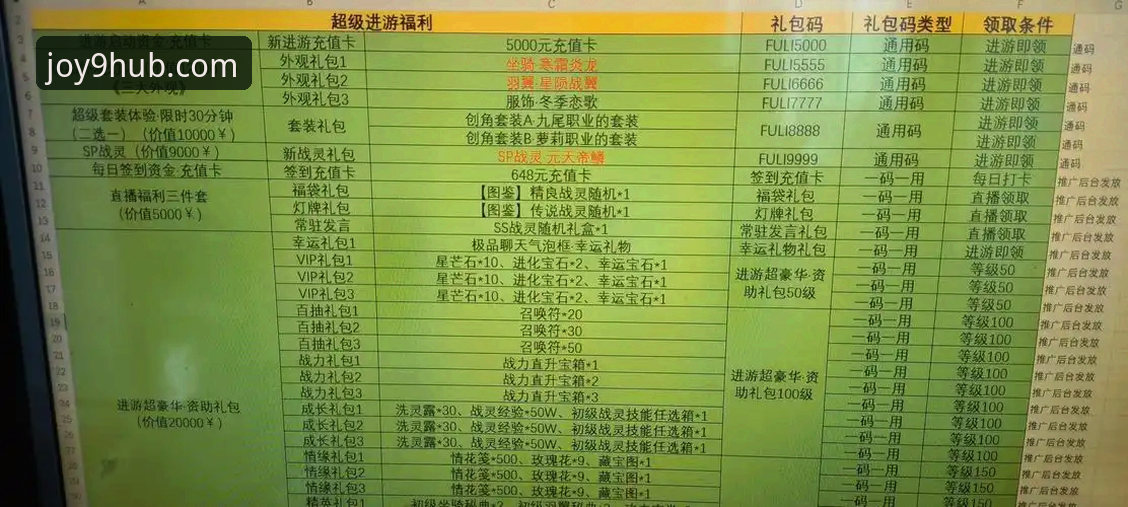 超级进游福利 礼包码 礼包码类型 领取条件
新进游充值卡 5000元充值卡 FULI5000 通用码 进游即领 通码
joy9hub.com
外观礼包1 坐骑·寒霜炎龙 FULI5555 通用码 进游即领 通码
外观礼包2 羽翼·星陨战翼 FULI6666 通用码 进游即领 通码
外观礼包3 服饰·冬季恋歌 FULI7777 通用码 进游即领 通码
超级套装体验·限时30分钟
(二选一)(价值10000¥)
套装礼包 创角套装A·九尾职业的套装 FULI8888 通用码 进游即领 通码
创角套装B·萝莉职业的套装 进游即领 通码
SP战灵(价值9000¥) 新战灵礼包 SP战灵 元天帝鳞 FULI9999 通用码 进游即领 通码
每日签到资金·充值卡 签到充值卡 648元充值卡 签到充值卡 一码一用 每日打卡 推广后台发放
直播福利三件套
(价值5000¥)
福袋礼包 【图鉴】精良战灵随机*1 福袋礼包 一码一用 直播领取 推广后台发放
灯牌礼包 【图鉴】传说战灵随机*1 灯牌礼包 一码一用 直播领取 推广后台发放
常驻发言 SS战灵随机礼盒*1 常驻发言礼包 一码一用 直播领取 推广后台发放
进游超豪华·资助礼包
(价值20000¥)
幸运礼包1 极品聊天气泡框·幸运礼物 幸运礼物礼包 一码一用 进游即领 推广后台发放
进游超豪华·资
助礼包50级
VIP礼包1 星芒石*10、进化宝石*2、幸运宝石*1 一码一用 等级50 推广后台发放
VIP礼包2 星芒石*10、进化宝石*2、幸运宝石*1 一码一用 等级50 推广后台发放
VIP礼包3 星芒石*10、进化宝石*2、幸运宝石*1 一码一用 等级50 推广后台发放
进游超豪华·资
助礼包100级
百抽礼包1 召唤符*20 一码一用 等级100 推广后台发放
百抽礼包2 召唤符*30 一码一用 等级100 推广后台发放
百抽礼包3 召唤符*50 一码一用 等级100 推广后台发放
战力礼包1 战力直升宝箱*1 一码一用 等级100 推广后台发放
战力礼包2 战力直升宝箱*2 一码一用 等级100 推广后台发放
战力礼包3 战力直升宝箱*3 一码一用 等级100 推广后台发放
成长礼包1 洗灵露*30、战灵经验*50W、初级战灵技能任选箱*1 一码一用 等级100 推广后台发放
成长礼包2 洗灵露*30、战灵经验*50W、初级战灵技能任选箱*1 一码一用 等级100 推广后台发放
成长礼包3 洗灵露*30、战灵经验*50W、初级战灵技能任选箱*1 一码一用 等级100 推广后台发放
情缘礼包1 情花笺*500、玫瑰花*9、藏宝图*1 一码一用 等级100 推广后台发放
情缘礼包2 情花笺*500、玫瑰花*9、藏宝图*1 一码一用 等级150 推广后台发放
情缘礼包3 情花笺*500、玫瑰花*9、藏宝图*1 一码一用 等级150 推广后台发放
精英礼包1 一码一用 等级150 推广后台发放